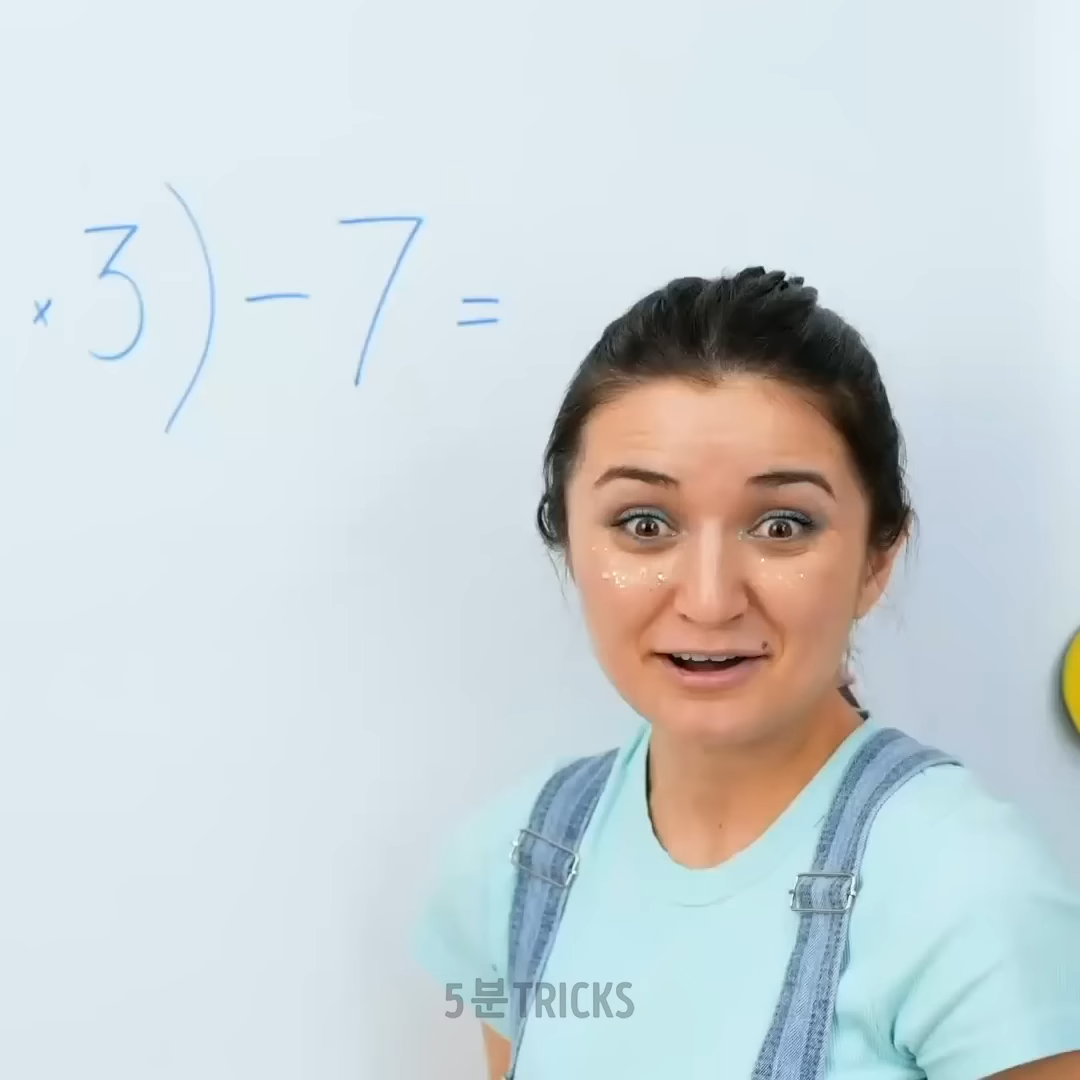 × 3) − 7 =
5분TRICKS